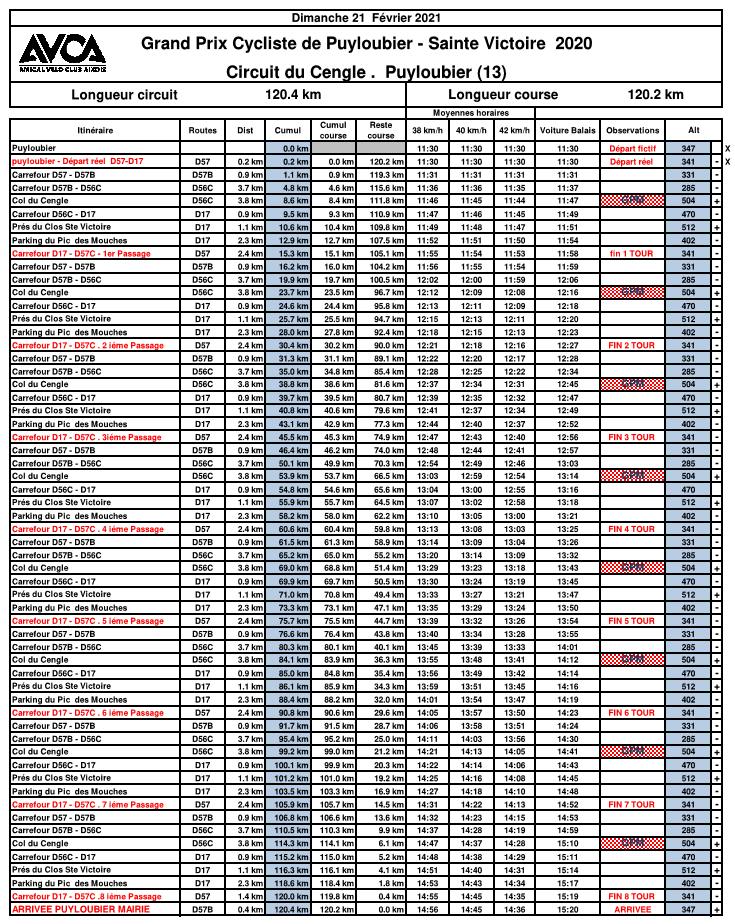 Dimanche 21 Février 2021
AVCA
AMICAL VELO CLUB AIXOIS
Grand Prix Cycliste de Puyloubier - Sainte Victoire 2020
Circuit du Cengle . Puyloubier (13)
Longueur circuit 120.4 km Longueur course 120.2 km
Moyennes horaires
Itinéraire Routes Dist Cumul Cumul course Reste course 38 km/h 40 km/h 42 km/h Voiture Balais Observations Alt
Puyloubier 0.0 km 11:30 11:30 11:30 11:30 Départ fictif 347 X
puyloubier - Départ réel D57-D17 D57 0.2 km 0.2 km 0.0 km 120.2 km 11:30 11:30 11:30 11:30 Départ réel 341 - X
Carrefour D57 - D57B D57B 0.9 km 1.1 km 0.9 km 119.3 km 11:31 11:31 11:31 11:31 331 -
Carrefour D57B - D56C D56C 3.7 km 4.8 km 4.6 km 115.6 km 11:36 11:36 11:35 11:37 285 -
Col du Cengle D56C 3.8 km 8.6 km 8.4 km 111.8 km 11:46 11:45 11:44 11:47 GPM 504 +
Carrefour D56C - D17 D17 0.9 km 9.5 km 9.3 km 110.9 km 11:47 11:46 11:45 11:49 470 -
Prés du Clos Ste Victoire D17 1.1 km 10.6 km 10.4 km 109.8 km 11:49 11:48 11:47 11:51 512 +
Parking du Pic des Mouches D17 2.3 km 12.9 km 12.7 km 107.5 km 11:52 11:51 11:50 11:54 402 -
Carrefour D17 - D57C - 1er Passage D57 2.4 km 15.3 km 15.1 km 105.1 km 11:55 11:54 11:53 11:58 fin 1 TOUR 341 -
Carrefour D57 - D57B D57B 0.9 km 16.2 km 16.0 km 104.2 km 11:56 11:55 11:54 11:59 331 -
Carrefour D57B - D56C D56C 3.7 km 19.9 km 19.7 km 100.5 km 12:02 12:00 11:59 12:06 285 -
Col du Cengle D56C 3.8 km 23.7 km 23.5 km 96.7 km 12:12 12:09 12:08 12:16 GPM 504 +
Carrefour D56C - D17 D17 0.9 km 24.6 km 24.4 km 95.8 km 12:13 12:11 12:09 12:18 470 -
Prés du Clos Ste Victoire D17 1.1 km 25.7 km 25.5 km 94.7 km 12:15 12:13 12:11 12:20 512 +
Parking du Pic des Mouches D17 2.3 km 28.0 km 27.8 km 92.4 km 12:18 12:15 12:13 12:23 402 -
Carrefour D17 - D57C . 2 iéme Passage D57 2.4 km 30.4 km 30.2 km 90.0 km 12:21 12:18 12:16 12:27 FIN 2 TOUR 341 -
Carrefour D57 - D57B D57B 0.9 km 31.3 km 31.1 km 89.1 km 12:22 12:20 12:17 12:28 331 -
Carrefour D57B - D56C D56C 3.7 km 35.0 km 34.8 km 85.4 km 12:28 12:25 12:22 12:34 285 -
Col du Cengle D56C 3.8 km 38.8 km 38.6 km 81.6 km 12:37 12:34 12:31 12:45 GPM 504 +
Carrefour D56C - D17 D17 0.9 km 39.7 km 39.5 km 80.7 km 12:39 12:35 12:32 12:47 470 -
Prés du Clos Ste Victoire D17 1.1 km 40.8 km 40.6 km 79.6 km 12:41 12:37 12:34 12:49 512 +
Parking du Pic des Mouches D17 2.3 km 43.1 km 42.9 km 77.3 km 12:44 12:40 12:37 12:52 402 -
Carrefour D17 - D57C . 3iéme Passage D57 2.4 km 45.5 km 45.3 km 74.9 km 12:47 12:43 12:40 12:56 FIN 3 TOUR 341 -
Carrefour D57 - D57B D57B 0.9 km 46.4 km 46.2 km 74.0 km 12:48 12:44 12:41 12:57 331 -
Carrefour D57B - D56C D56C 3.7 km 50.1 km 49.9 km 70.3 km 12:54 12:49 12:46 13:03 285 -
Col du Cengle D56C 3.8 km 53.9 km 53.7 km 66.5 km 13:03 12:59 12:54 13:14 GPM 504 +
Carrefour D56C - D17 D17 0.9 km 54.8 km 54.6 km 65.6 km 13:04 13:00 12:55 13:16 470 -
Prés du Clos Ste Victoire D17 1.1 km 55.9 km 55.7 km 64.5 km 13:07 13:02 12:58 13:18 512 +
Parking du Pic des Mouches D17 2.3 km 58.2 km 58.0 km 62.2 km 13:10 13:05 13:00 13:21 402 -
Carrefour D17 - D57C . 4 iéme Passage D57 2.4 km 60.6 km 60.4 km 59.8 km 13:13 13:08 13:03 13:25 FIN 4 TOUR 341 -
Carrefour D57 - D57B D57B 0.9 km 61.5 km 61.3 km 58.9 km 13:14 13:09 13:04 13:26 331 -
Carrefour D57B - D56C D56C 3.7 km 65.2 km 65.0 km 55.2 km 13:20 13:14 13:09 13:32 285 -
Col du Cengle D56C 3.8 km 69.0 km 68.8 km 51.4 km 13:29 13:23 13:18 13:43 GPM 504 +
Carrefour D56C - D17 D17 0.9 km 69.9 km 69.7 km 50.5 km 13:30 13:24 13:19 13:45 470 -
Prés du Clos Ste Victoire D17 1.1 km 71.0 km 70.8 km 49.4 km 13:33 13:27 13:21 13:47 512 +
Parking du Pic des Mouches D17 2.3 km 73.3 km 73.1 km 47.1 km 13:35 13:29 13:24 13:50 402 -
Carrefour D17 - D57C . 5 iéme Passage D57 2.4 km 75.7 km 75.5 km 44.7 km 13:39 13:32 13:26 13:54 FIN 5 TOUR 341 -
Carrefour D57 - D57B D57B 0.9 km 76.6 km 76.4 km 43.8 km 13:40 13:34 13:28 13:55 331 -
Carrefour D57B - D56C D56C 3.7 km 80.3 km 80.1 km 40.1 km 13:45 13:39 13:33 14:01 285 -
Col du Cengle D56C 3.8 km 84.1 km 83.9 km 36.3 km 13:55 13:48 13:41 14:12 GPM 504 +
Carrefour D56C - D17 D17 0.9 km 85.0 km 84.8 km 35.4 km 13:56 13:49 13:42 14:14 470 -
Prés du Clos Ste Victoire D17 1.1 km 86.1 km 85.9 km 34.3 km 13:59 13:51 13:45 14:16 512 +
Parking du Pic des Mouches D17 2.3 km 88.4 km 88.2 km 32.0 km 14:01 13:54 13:47 14:19 402 -
Carrefour D17 - D57C . 6 iéme Passage D57 2.4 km 90.8 km 90.6 km 29.6 km 14:05 13:57 13:50 14:23 FIN 6 TOUR 341 -
Carrefour D57 - D57B D57B 0.9 km 91.7 km 91.5 km 28.7 km 14:06 13:58 13:51 14:24 331 -
Carrefour D57B - D56C D56C 3.7 km 95.4 km 95.2 km 25.0 km 14:11 14:03 13:56 14:30 285 -
Col du Cengle D56C 3.8 km 99.2 km 99.0 km 21.2 km 14:21 14:13 14:05 14:41 GPM 504 +
Carrefour D56C - D17 D17 0.9 km 100.1 km 99.9 km 20.3 km 14:22 14:14 14:06 14:43 470 -
Prés du Clos Ste Victoire D17 1.1 km 101.2 km 101.0 km 19.2 km 14:25 14:16 14:08 14:45 512 +
Parking du Pic des Mouches D17 2.3 km 103.5 km 103.3 km 16.9 km 14:27 14:18 14:10 14:48 402 -
Carrefour D17 - D57C . 7 iéme Passage D57 2.4 km 105.9 km 105.7 km 14.5 km 14:31 14:22 14:13 14:52 FIN 7 TOUR 341 -
Carrefour D57 - D57B D57B 0.9 km 106.8 km 106.6 km 13.6 km 14:32 14:23 14:15 14:53 331 -
Carrefour D57B - D56C D56C 3.7 km 110.5 km 110.3 km 9.9 km 14:37 14:28 14:19 14:59 285 -
Col du Cengle D56C 3.8 km 114.3 km 114.1 km 6.1 km 14:47 14:37 14:28 15:10 GPM 504 +
Carrefour D56C - D17 D17 0.9 km 115.2 km 115.0 km 5.2 km 14:48 14:38 14:29 15:11 470 -
Prés du Clos Ste Victoire D17 1.1 km 116.3 km 116.1 km 4.1 km 14:51 14:40 14:31 15:14 512 +
Parking du Pic des Mouches D17 2.3 km 118.6 km 118.4 km 1.8 km 14:53 14:43 14:34 15:17 402 -
Carrefour D17 - D57C .8 iéme Passage D57 1.4 km 120.0 km 119.8 km 0.4 km 14:55 14:45 14:35 15:19 FIN 8 TOUR 341 -
ARRIVEE PUYLOUBIER MAIRIE D57B 0.4 km 120.4 km 120.2 km 0.0 km 14:56 14:45 14:36 15:20 ARRIVEE 347 +